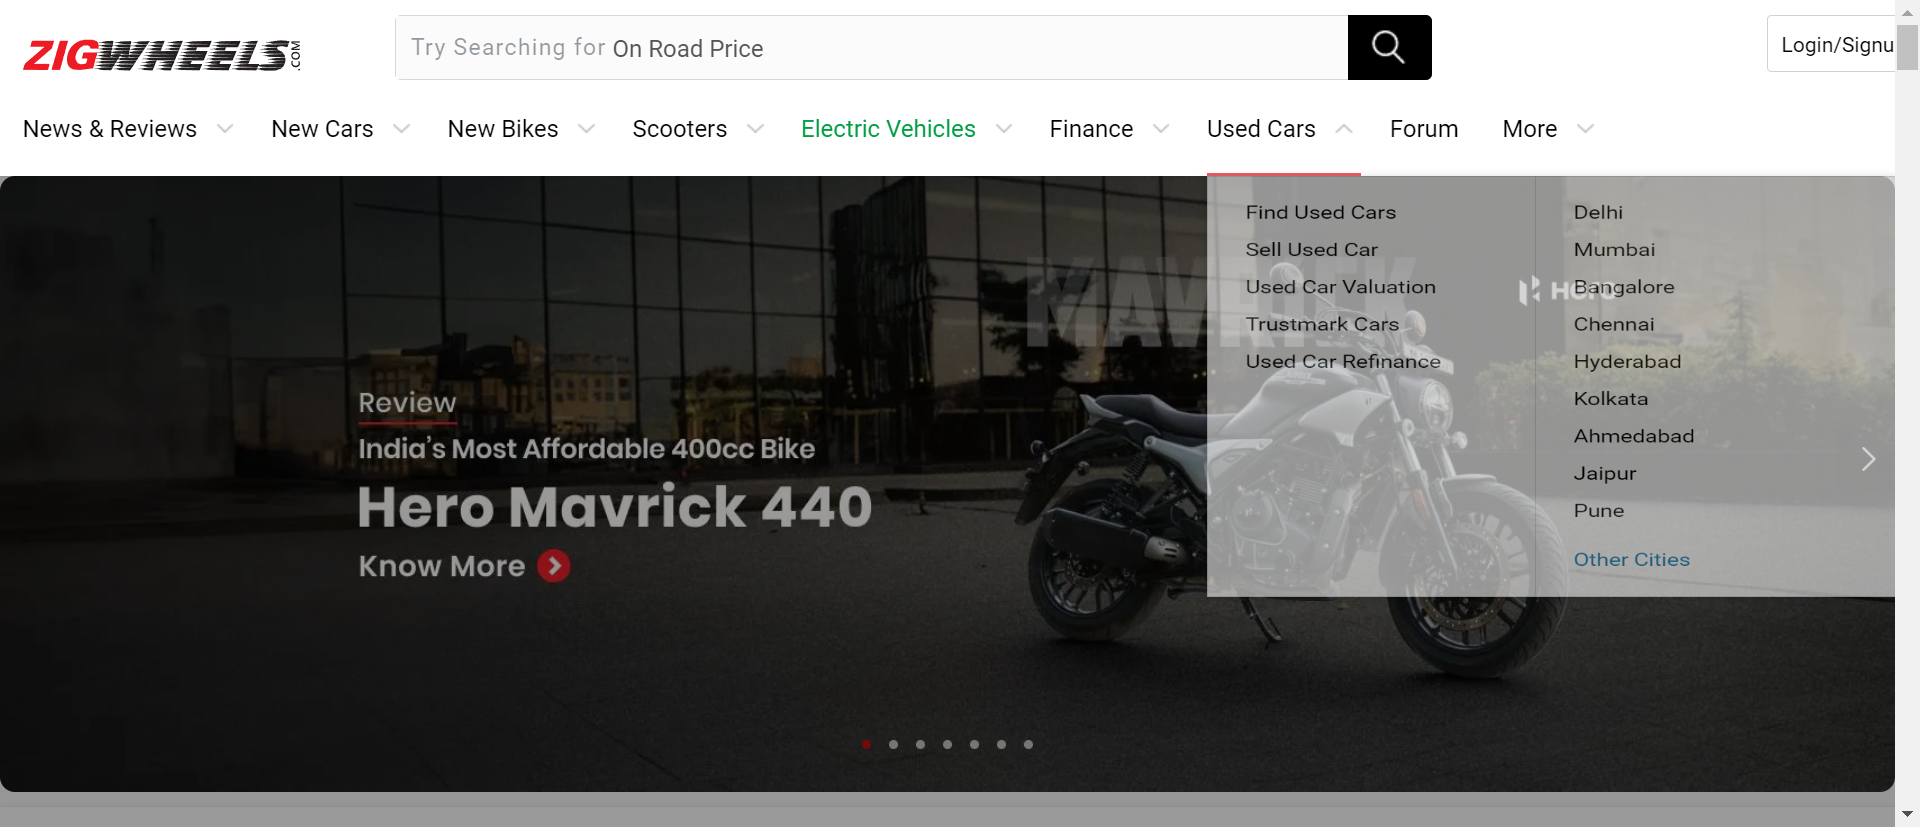 ZIGWHEELS.COM
Try Searching for On Road Price
Login/Signu
News & Reviews
New Cars
New Bikes
Scooters
Electric Vehicles
Finance
Used Cars
Forum
More
Find Used Cars
Sell Used Car
Used Car Valuation
Trustmark Cars
Used Car Refinance
Delhi
Mumbai
Bangalore
Chennai
Hyderabad
Kolkata
Ahmedabad
Jaipur
Pune
Other Cities
MAVRICK
Hero
Review
India's Most Affordable 400cc Bike
Hero Mavrick 440
Know More